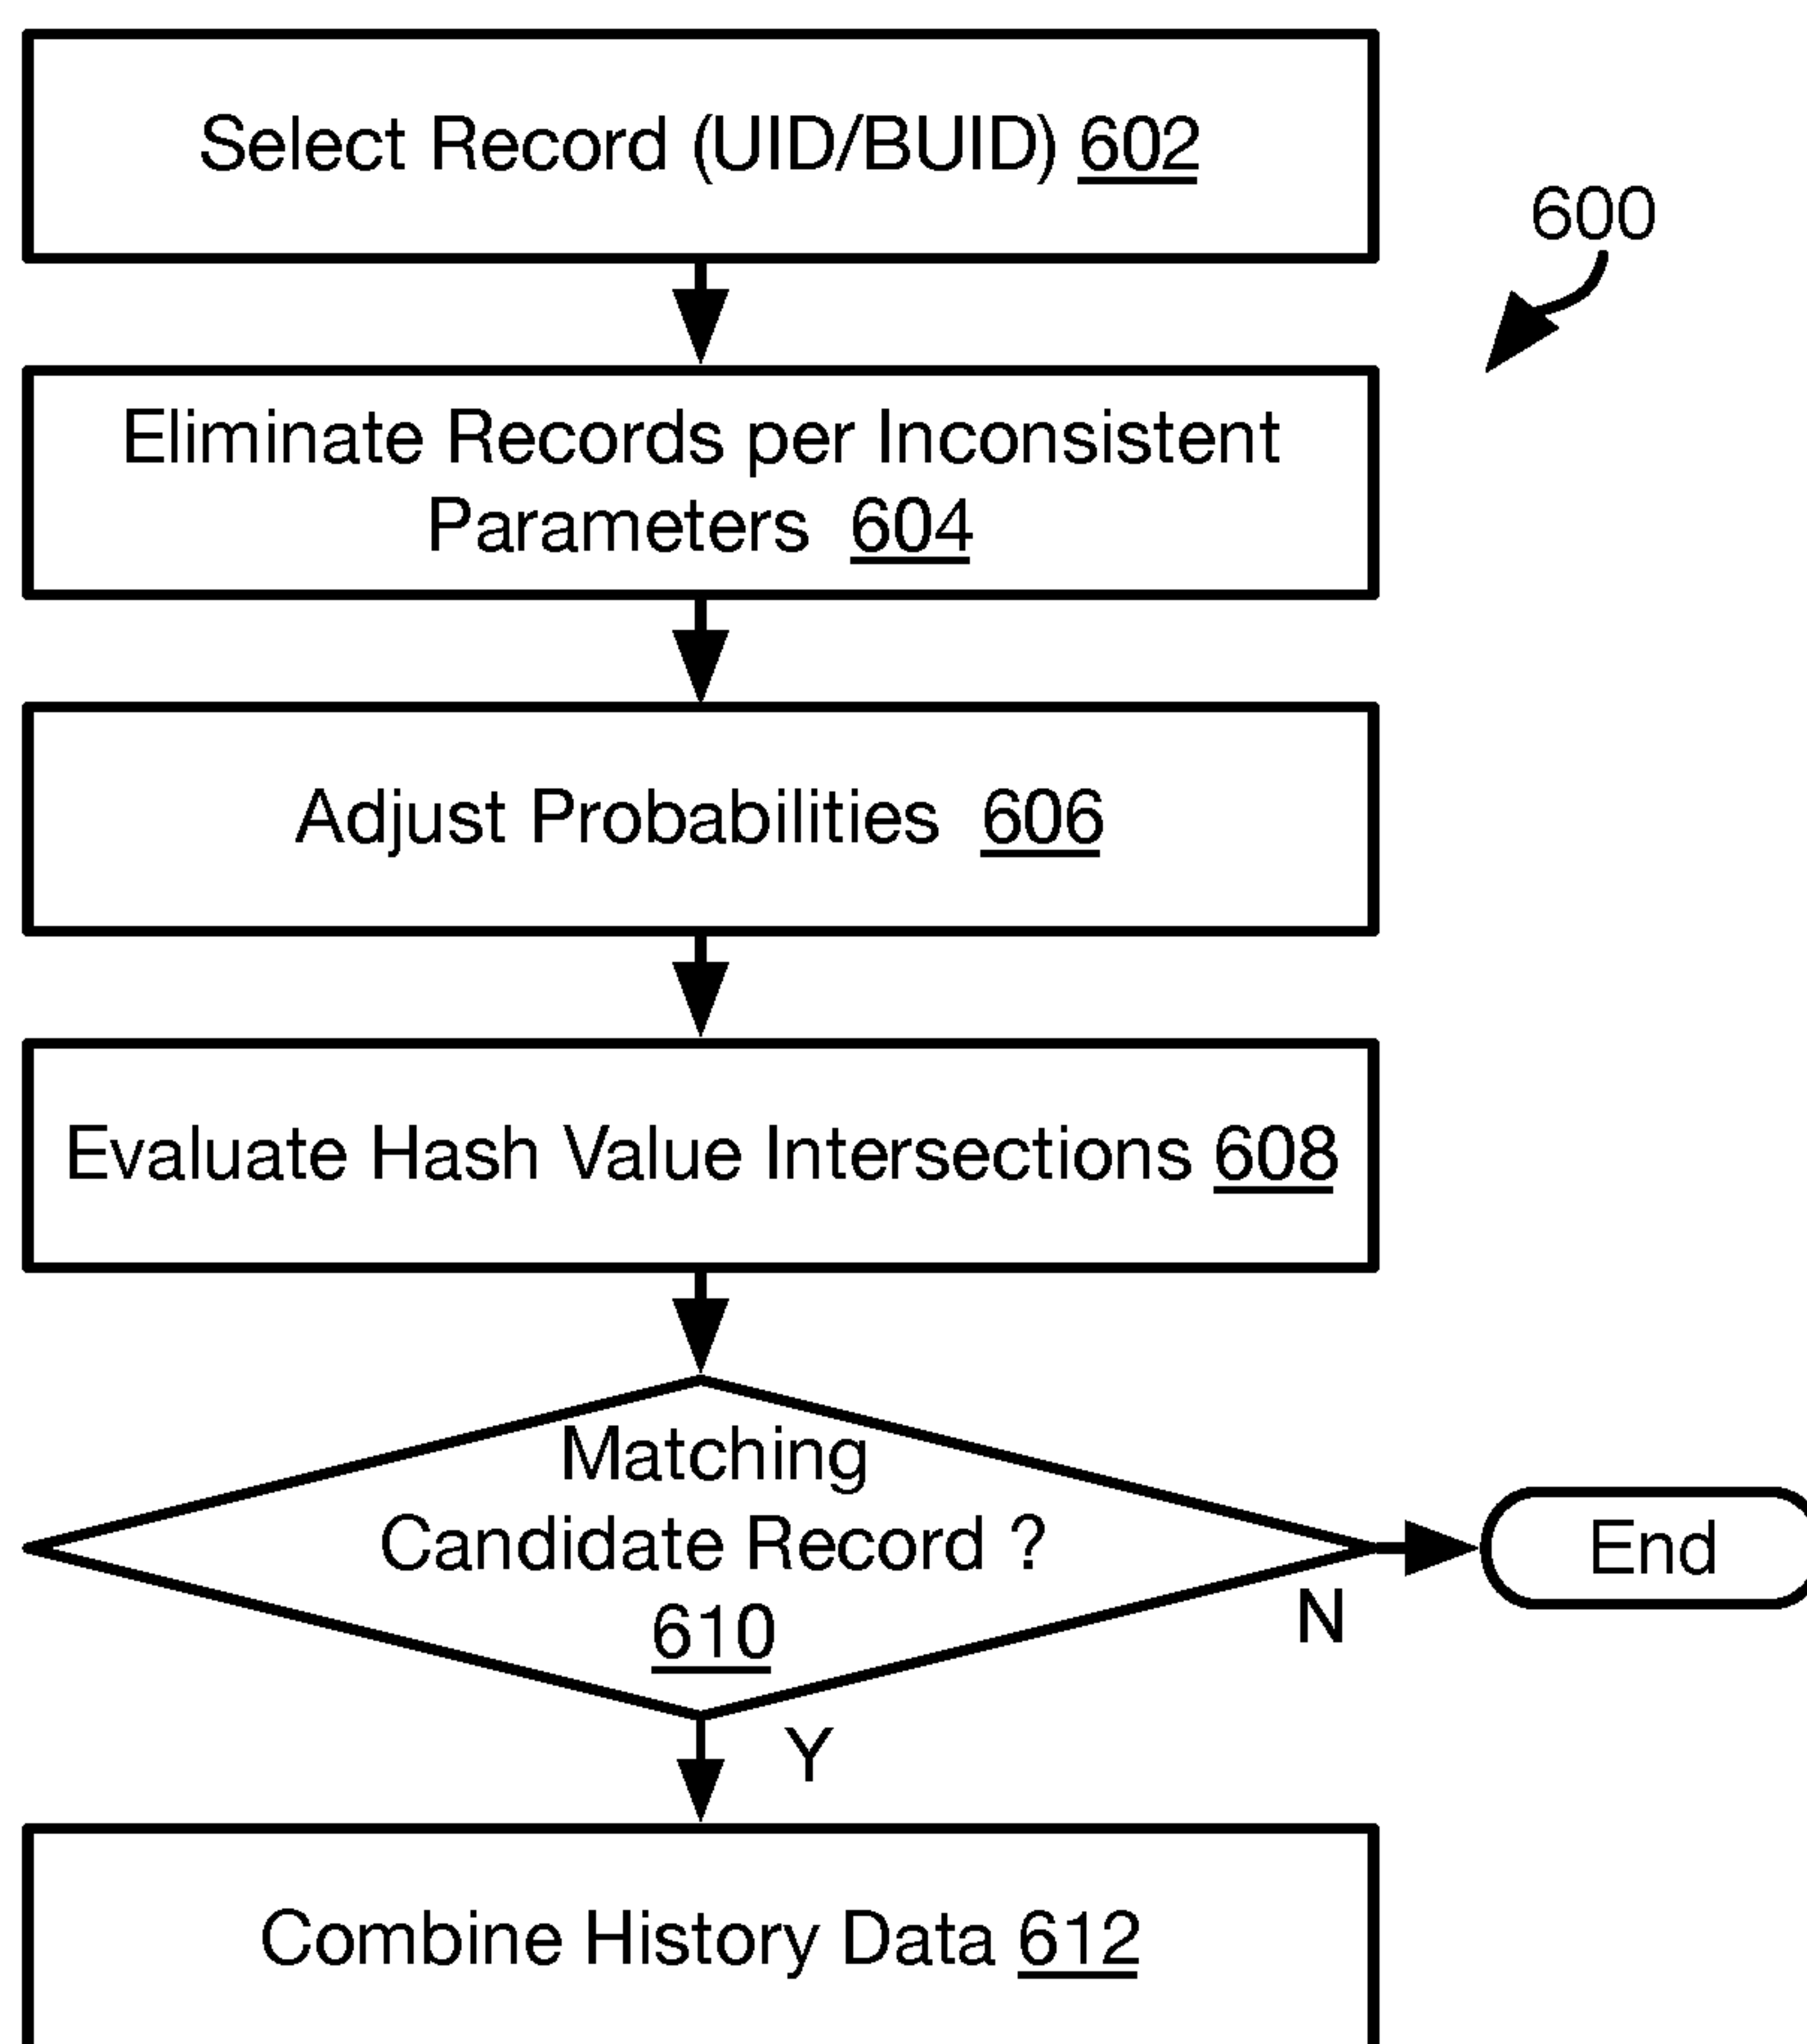 Select Record (UID/BUID) 602
600
Eliminate Records per Inconsistent
Parameters 604
Adjust Probabilities 606
Evaluate Hash Value Intersections 608
Matching
Candidate Record ?
610
End
N
Y
Combine History Data 612